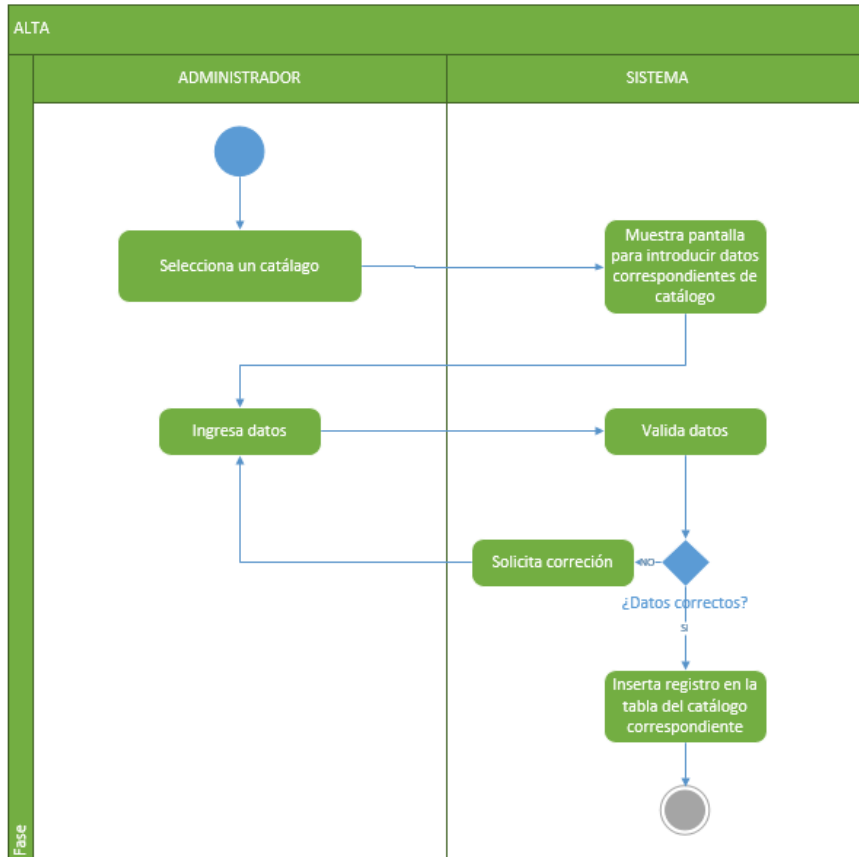 ALTA
ADMINISTRADOR
SISTEMA
Selecciona un catálago
Muestra pantalla
para introducir datos
correspondientes de
catálogo
Ingresa datos
Valida datos
Solicita correción
NO
¿Datos correctos?
SI
Inserta registro en la
tabla del catálogo
correspondiente
Fase